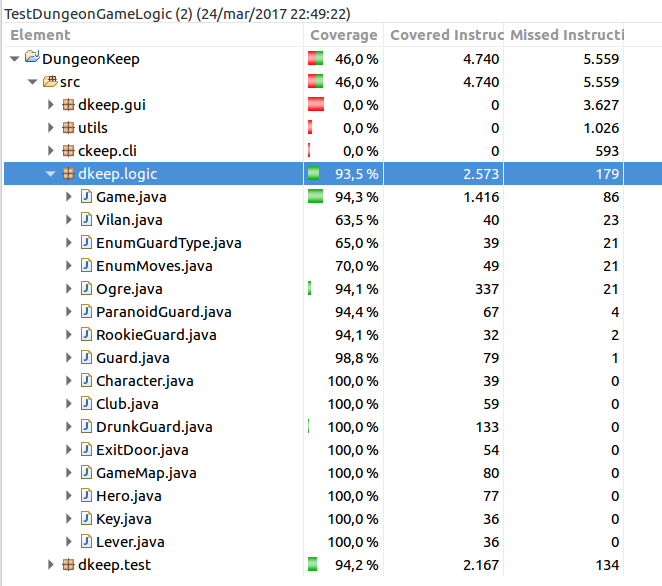 TestDungeonGameLogic (2) (24/mar/2017 22:49:22)
Element Coverage Covered Instruc Missed Instructi
DungeonKeep 46,0 % 4.740 5.559
src 46,0 % 4.740 5.559
dkeep.gui 0,0 % 0 3.627
utils 0,0 % 0 1.026
ckeep.cli 0,0 % 0 593
dkeep.logic 93,5 % 2.573 179
Game.java 94,3 % 1.416 86
Vilan.java 63,5 % 40 23
EnumGuardType.java 65,0 % 39 21
EnumMoves.java 70,0 % 49 21
Ogre.java 94,1 % 337 21
ParanoidGuard.java 94,4 % 67 4
RookieGuard.java 94,1 % 32 2
Guard.java 98,8 % 79 1
Character.java 100,0 % 39 0
Club.java 100,0 % 59 0
DrunkGuard.java 100,0 % 133 0
ExitDoor.java 100,0 % 54 0
GameMap.java 100,0 % 80 0
Hero.java 100,0 % 77 0
Key.java 100,0 % 36 0
Lever.java 100,0 % 36 0
dkeep.test 94,2 % 2.167 134